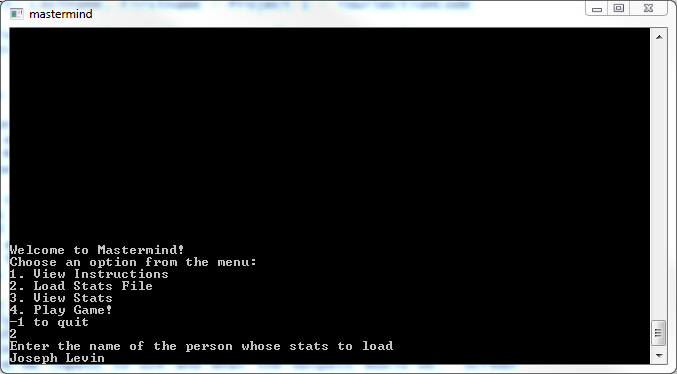 mastermind
Welcome to Mastermind!
Choose an option from the menu:
1. View Instructions
2. Load Stats File
3. View Stats
4. Play Game!
-1 to quit
2
Enter the name of the person whose stats to load
Joseph Levin